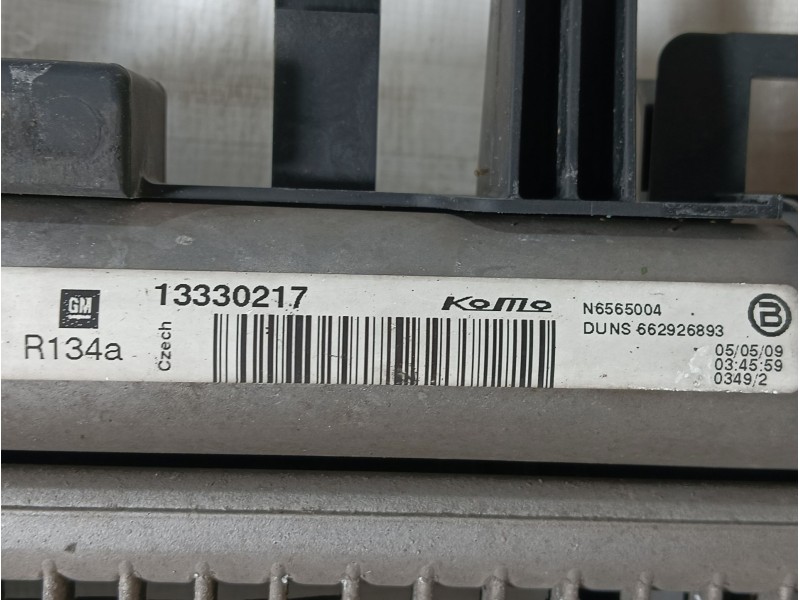 GM
13330217
KoMo
N6565004
DUNS 662926893
B
R134a
Czech
05/05/09
03:45:59
0349/2